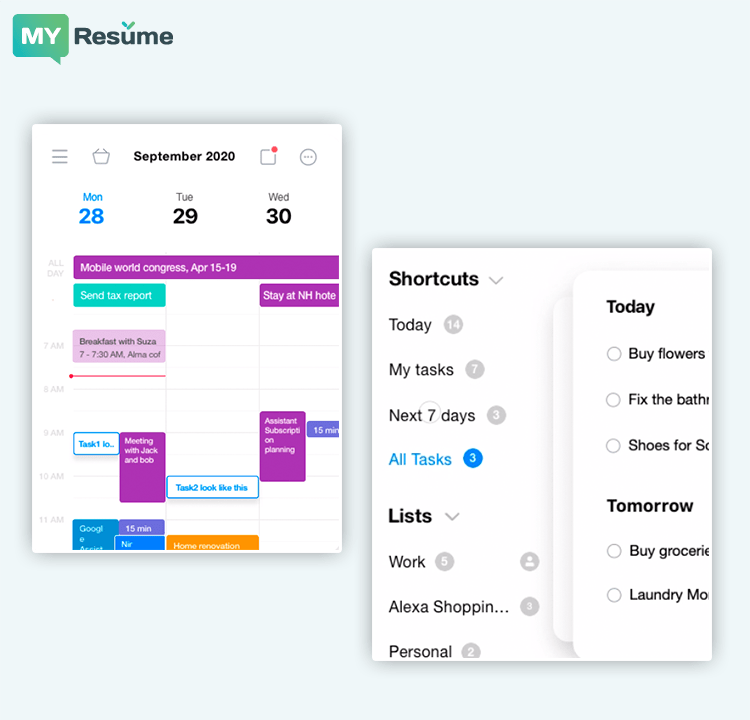 MY Resume
September 2020
Mon Tue Wed
28 29 30
ALL DAY
Mobile world congress, Apr 15-19
Send tax report
Stay at NH hote
Breakfast with Suza
7 AM
7 - 7:30 AM, Alma cof
8 AM
9 AM
Task1 lo..
Meeting
with Jack
and bob
Assistant
Subscripti
on
planning
15 min
10 AM
Task2 look like this
11 AM
Googl
e
Assist
15 min
Nir
Home renovation
Shortcuts
Today 14
My tasks 7
Next 7 days 3
All Tasks 3
Lists
Work 5
Alexa Shoppin... 3
Personal 2
Today
Buy flowers
Fix the bathr
Shoes for So
Tomorrow
Buy grocerie
Laundry Mo